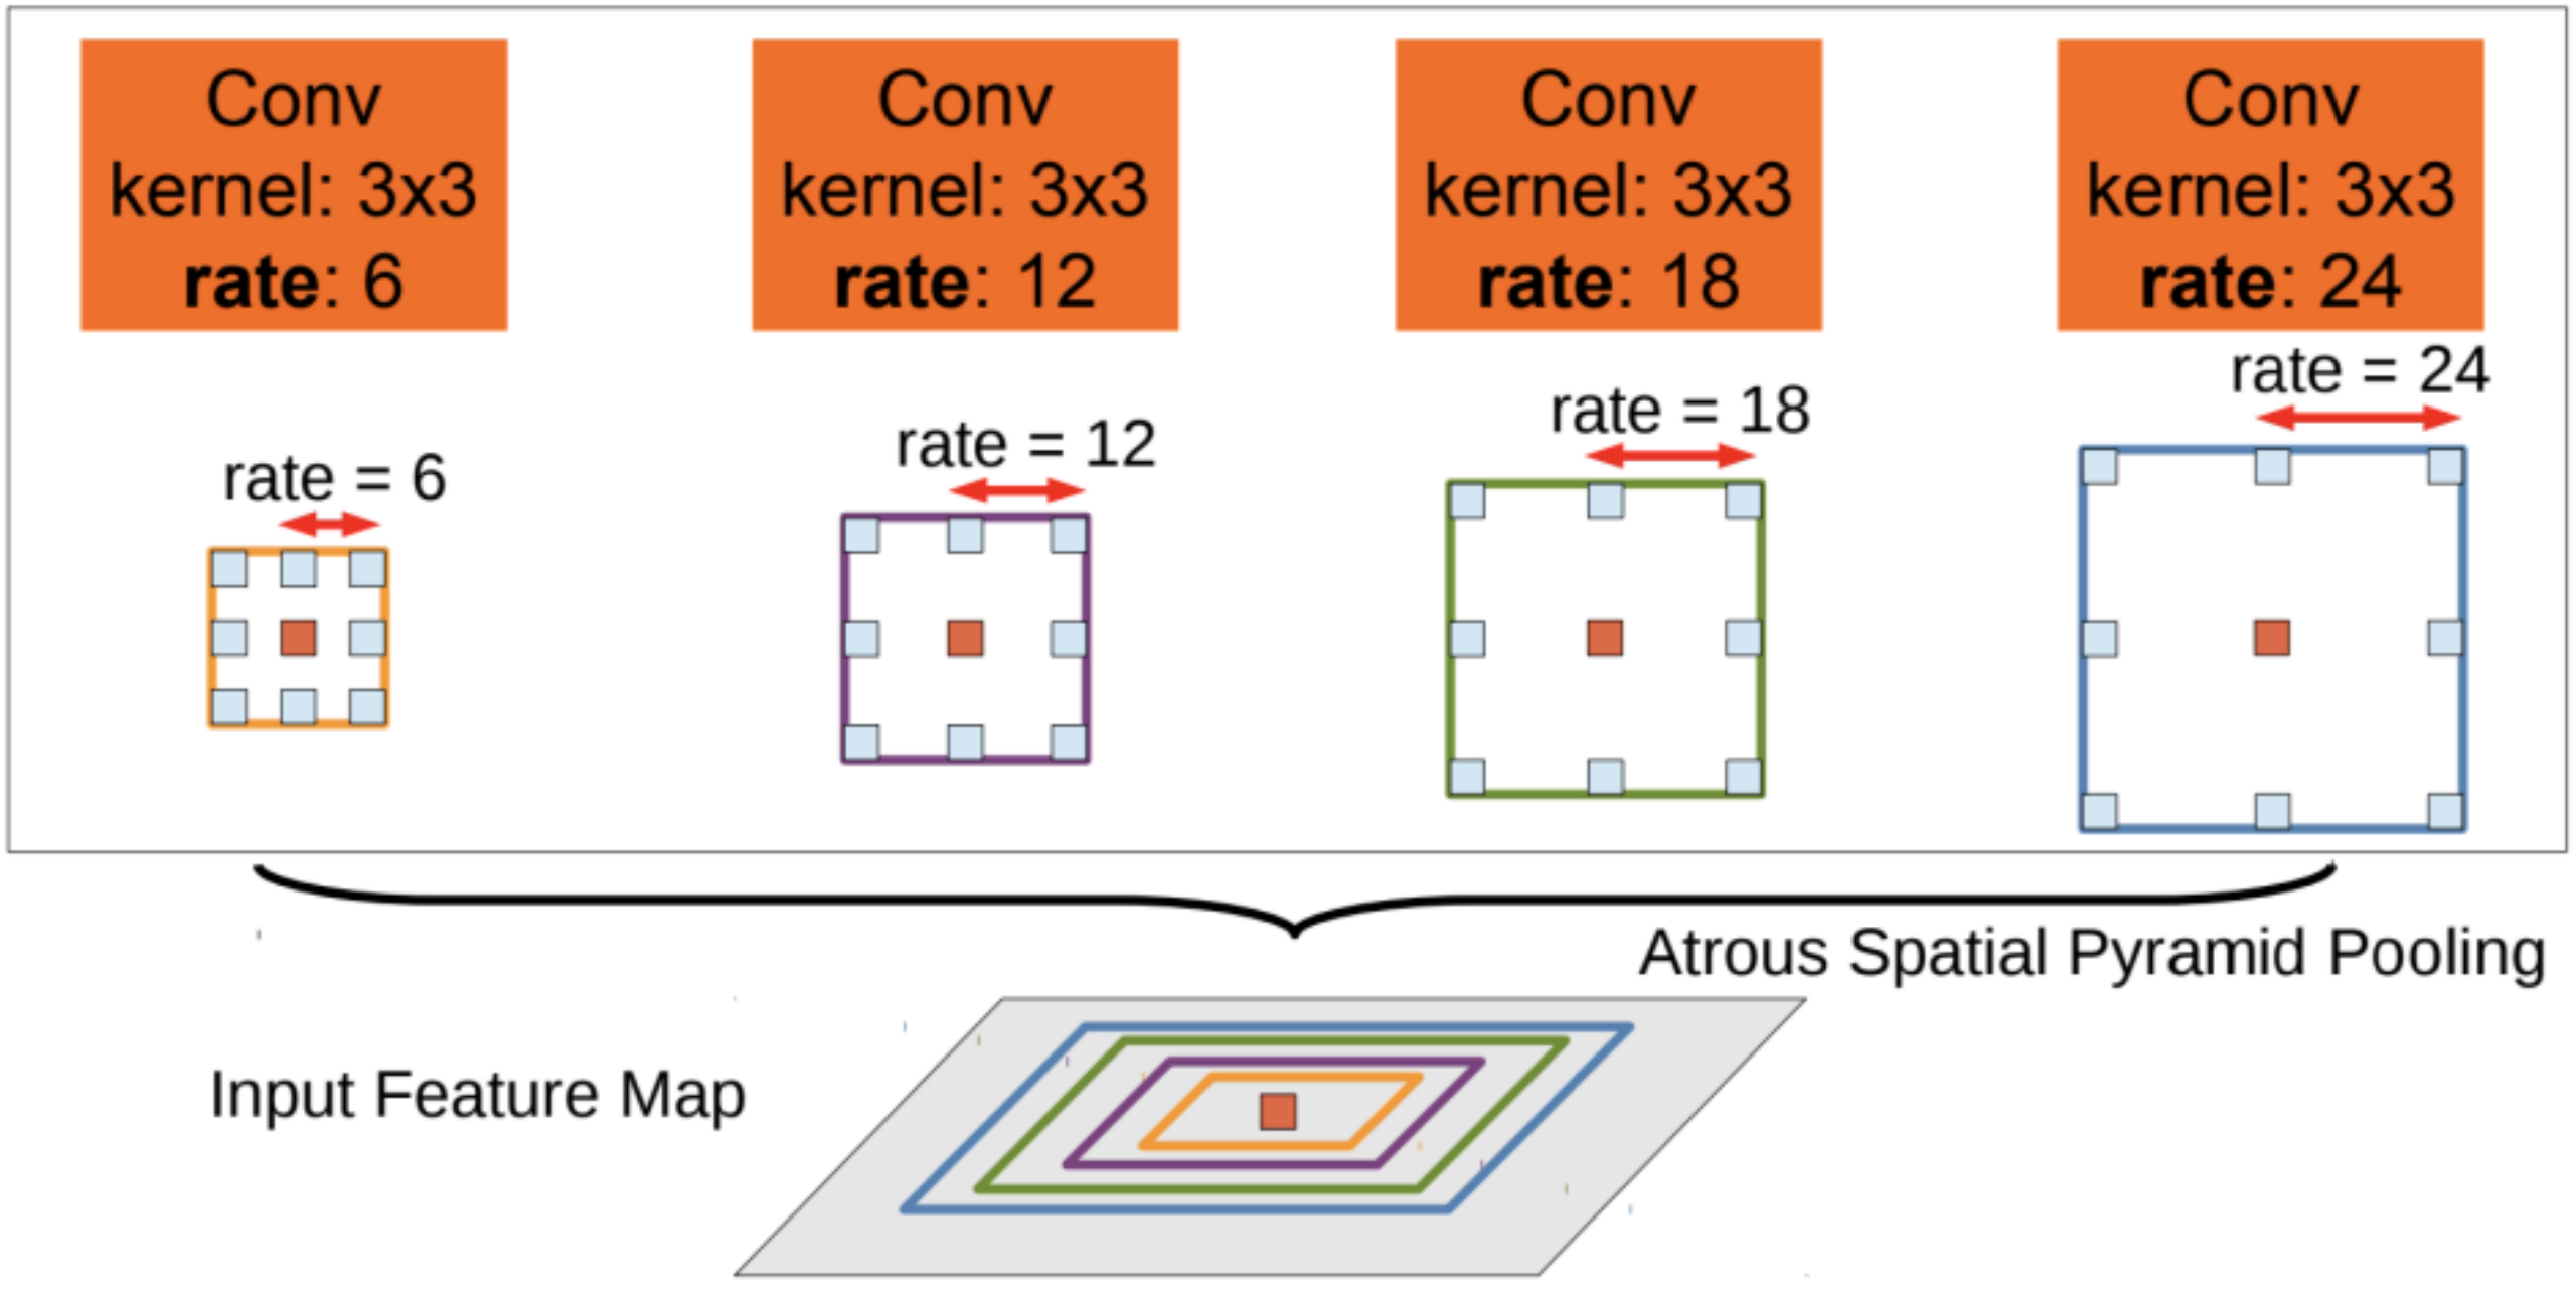 Conv
kernel: 3x3
rate: 6
Conv
kernel: 3x3
rate: 12
Conv
kernel: 3x3
rate: 18
Conv
kernel: 3x3
rate: 24
rate = 6
rate = 12
rate = 18
rate = 24
Atrous Spatial Pyramid Pooling
Input Feature Map